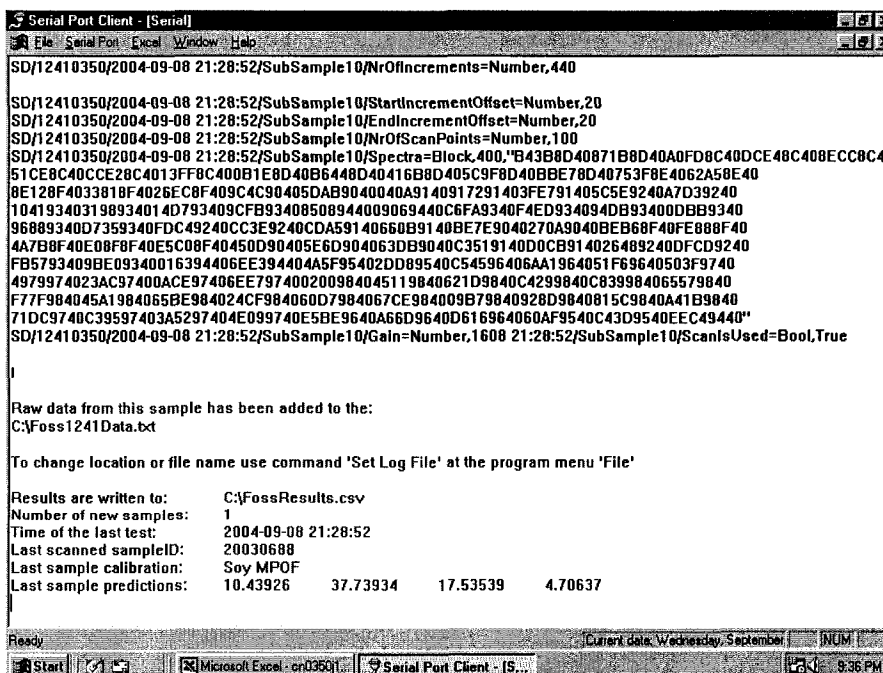 Serial Port Client - [Serial]
File Serial Port Excel Window Help
SD/12410350/2004-09-08 21:28:52/SubSample10/NrOfIncrements=Number,440
SD/12410350/2004-09-08 21:28:52/SubSample10/StartIncrementOffset=Number,20
SD/12410350/2004-09-08 21:28:52/SubSample10/EndIncrementOffset=Number,20
SD/12410350/2004-09-08 21:28:52/SubSample10/NrOfScanPoints=Number,100
SD/12410350/2004-09-08 21:28:52/SubSample10/Spectra=Block,400,"B43B8D40871B8D40A0FD8C40DCE48C408ECC8C4
51CE8C40CCE28C4013FF8C400B1E8D40B6448D40416B8D405C9F8D40BBE78D40753F8E4062A58E40
8E128F4033818F4026EC8F409C4C90405DAB9040040A9140917291403FE791405C5E9240A7D39240
10419340319893401 4D793409CFB934085089440090694 40C6FA9340F4ED934094DB93400DBB9340
96889340D7359340FDC49240CC3E9240CDA59140660B9140BE7E9040270A9040BEB68F40FE888F40
4A7B8F40E08F8F40E5C08F40450D90405E6D904063DB9040C3519140D0CB914026489240DFCD9240
FB5793409BE09340016394406EE394404A5F95402DD89540C54596406AA1964051F69640503F9740
4979974023AC97400ACE97406EE7974002009840451198 40621D9840C4299840C839984065579840
F77F984045A1984065BE984024CF984060D7984067CE984009B79840928D9840815C9840A41B9840
71DC9740C39597403A5297404E099740E5BE9640A66D9640D616964060AF9540C43D9540EEC49440"
SD/12410350/2004-09-08 21:28:52/SubSample10/Gain=Number,1608 21:28:52/SubSample10/ScanIsUsed=Bool,True
Raw data from this sample has been added to the:
C:\Foss1241Data.txt
To change location or file name use command 'Set Log File' at the program menu 'File'
Results are written to: C:\FossResults.csv
Number of new samples: 1
Time of the last test: 2004-09-08 21:28:52
Last scanned sampleID: 20030688
Last sample calibration: Soy MPOF
Last sample predictions: 10.43926 37.73934 17.53539 4.70637
Ready Current date: Wednesday, September NUM
Start Microsoft Excel - cn0350j1... Serial Port Client - [S... 9:36 PM